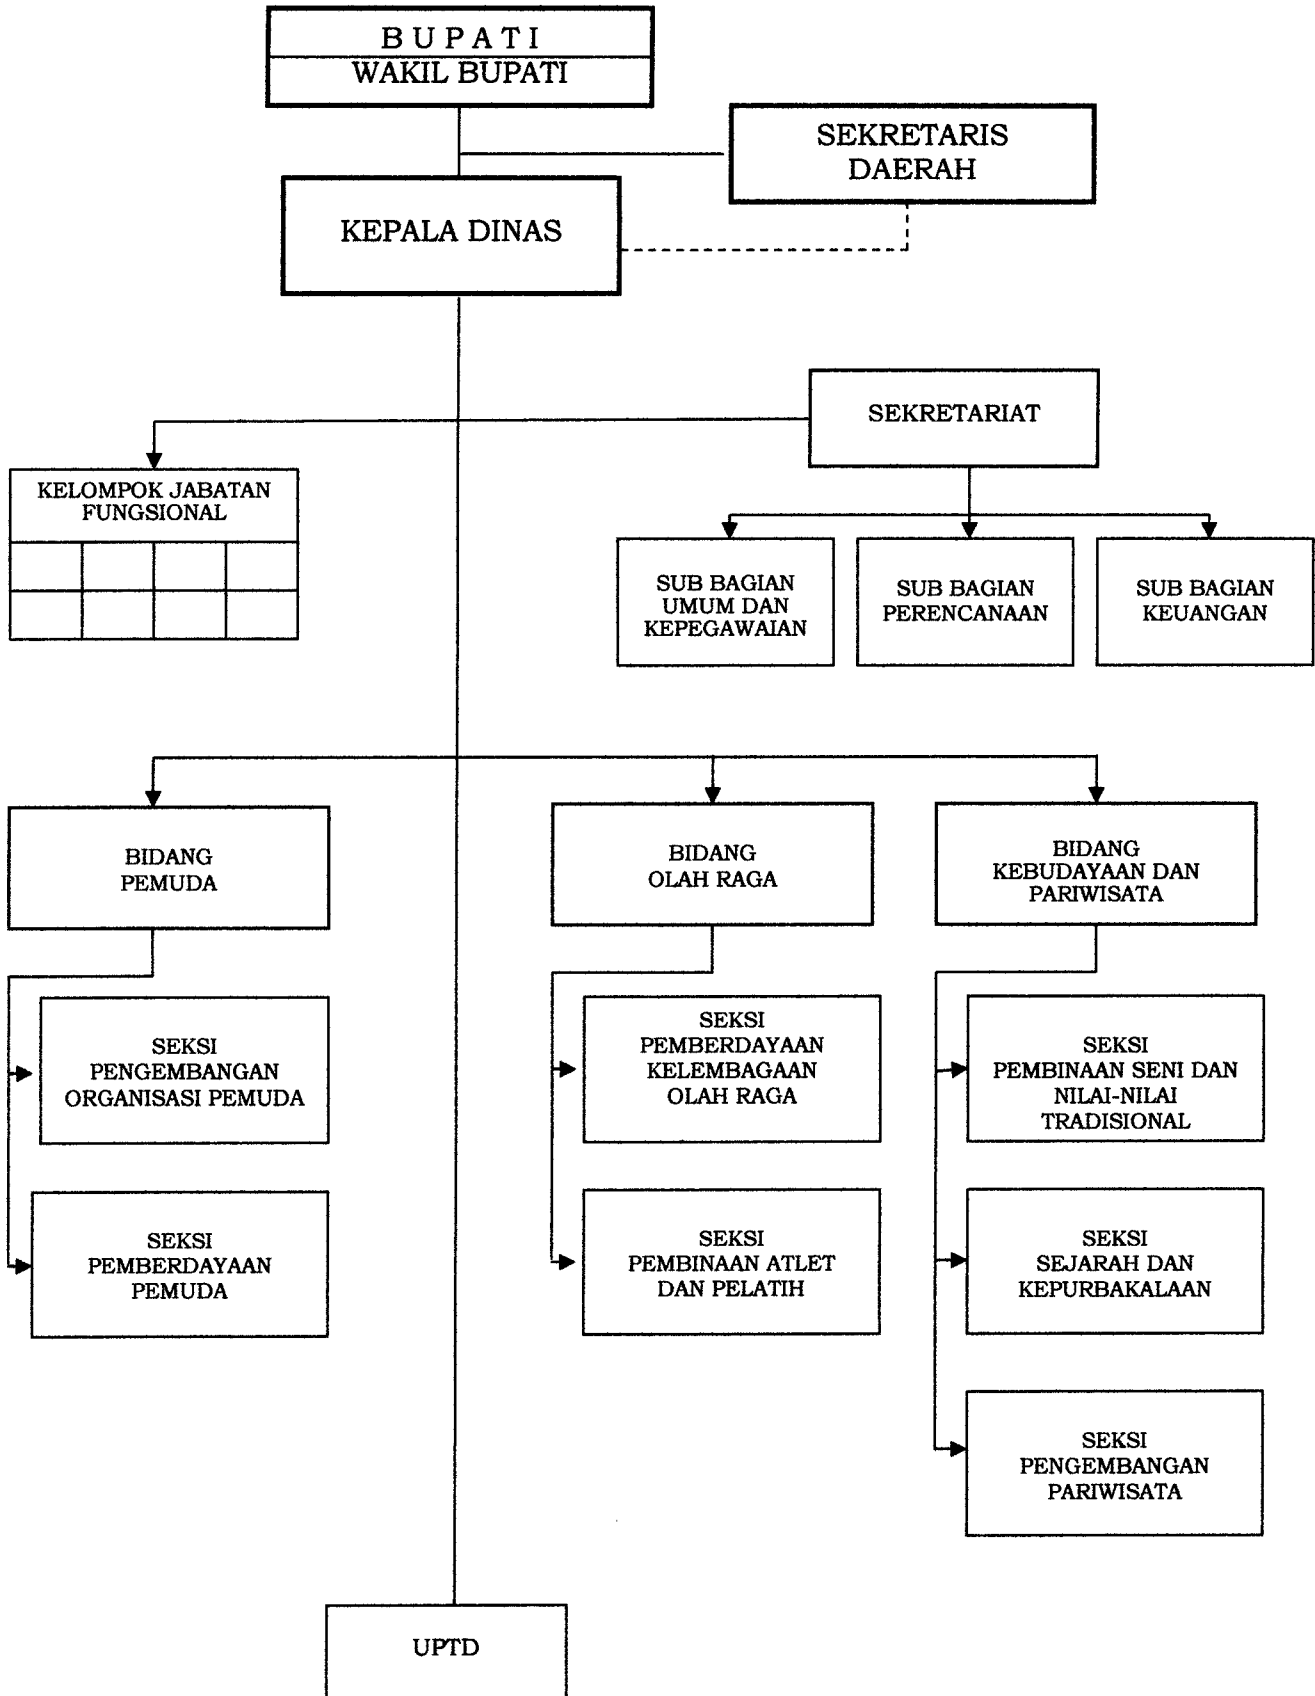 B U P A T I
WAKIL BUPATI
SEKRETARIS
DAERAH
KEPALA DINAS
SEKRETARIAT
KELOMPOK JABATAN
FUNGSIONAL
SUB BAGIAN
UMUM DAN
KEPEGAWAIAN
SUB BAGIAN
PERENCANAAN
SUB BAGIAN
KEUANGAN
BIDANG
PEMUDA
BIDANG
OLAH RAGA
BIDANG
KEBUDAYAAN DAN
PARIWISATA
SEKSI
PENGEMBANGAN
ORGANISASI PEMUDA
SEKSI
PEMBERDAYAAN
KELEMBAGAAN
OLAH RAGA
SEKSI
PEMBINAAN SENI DAN
NILAI-NILAI
TRADISIONAL
SEKSI
PEMBERDAYAAN
PEMUDA
SEKSI
PEMBINAAN ATLET
DAN PELATIH
SEKSI
SEJARAH DAN
KEPURBAKALAAN
SEKSI
PENGEMBANGAN
PARIWISATA
UPTD